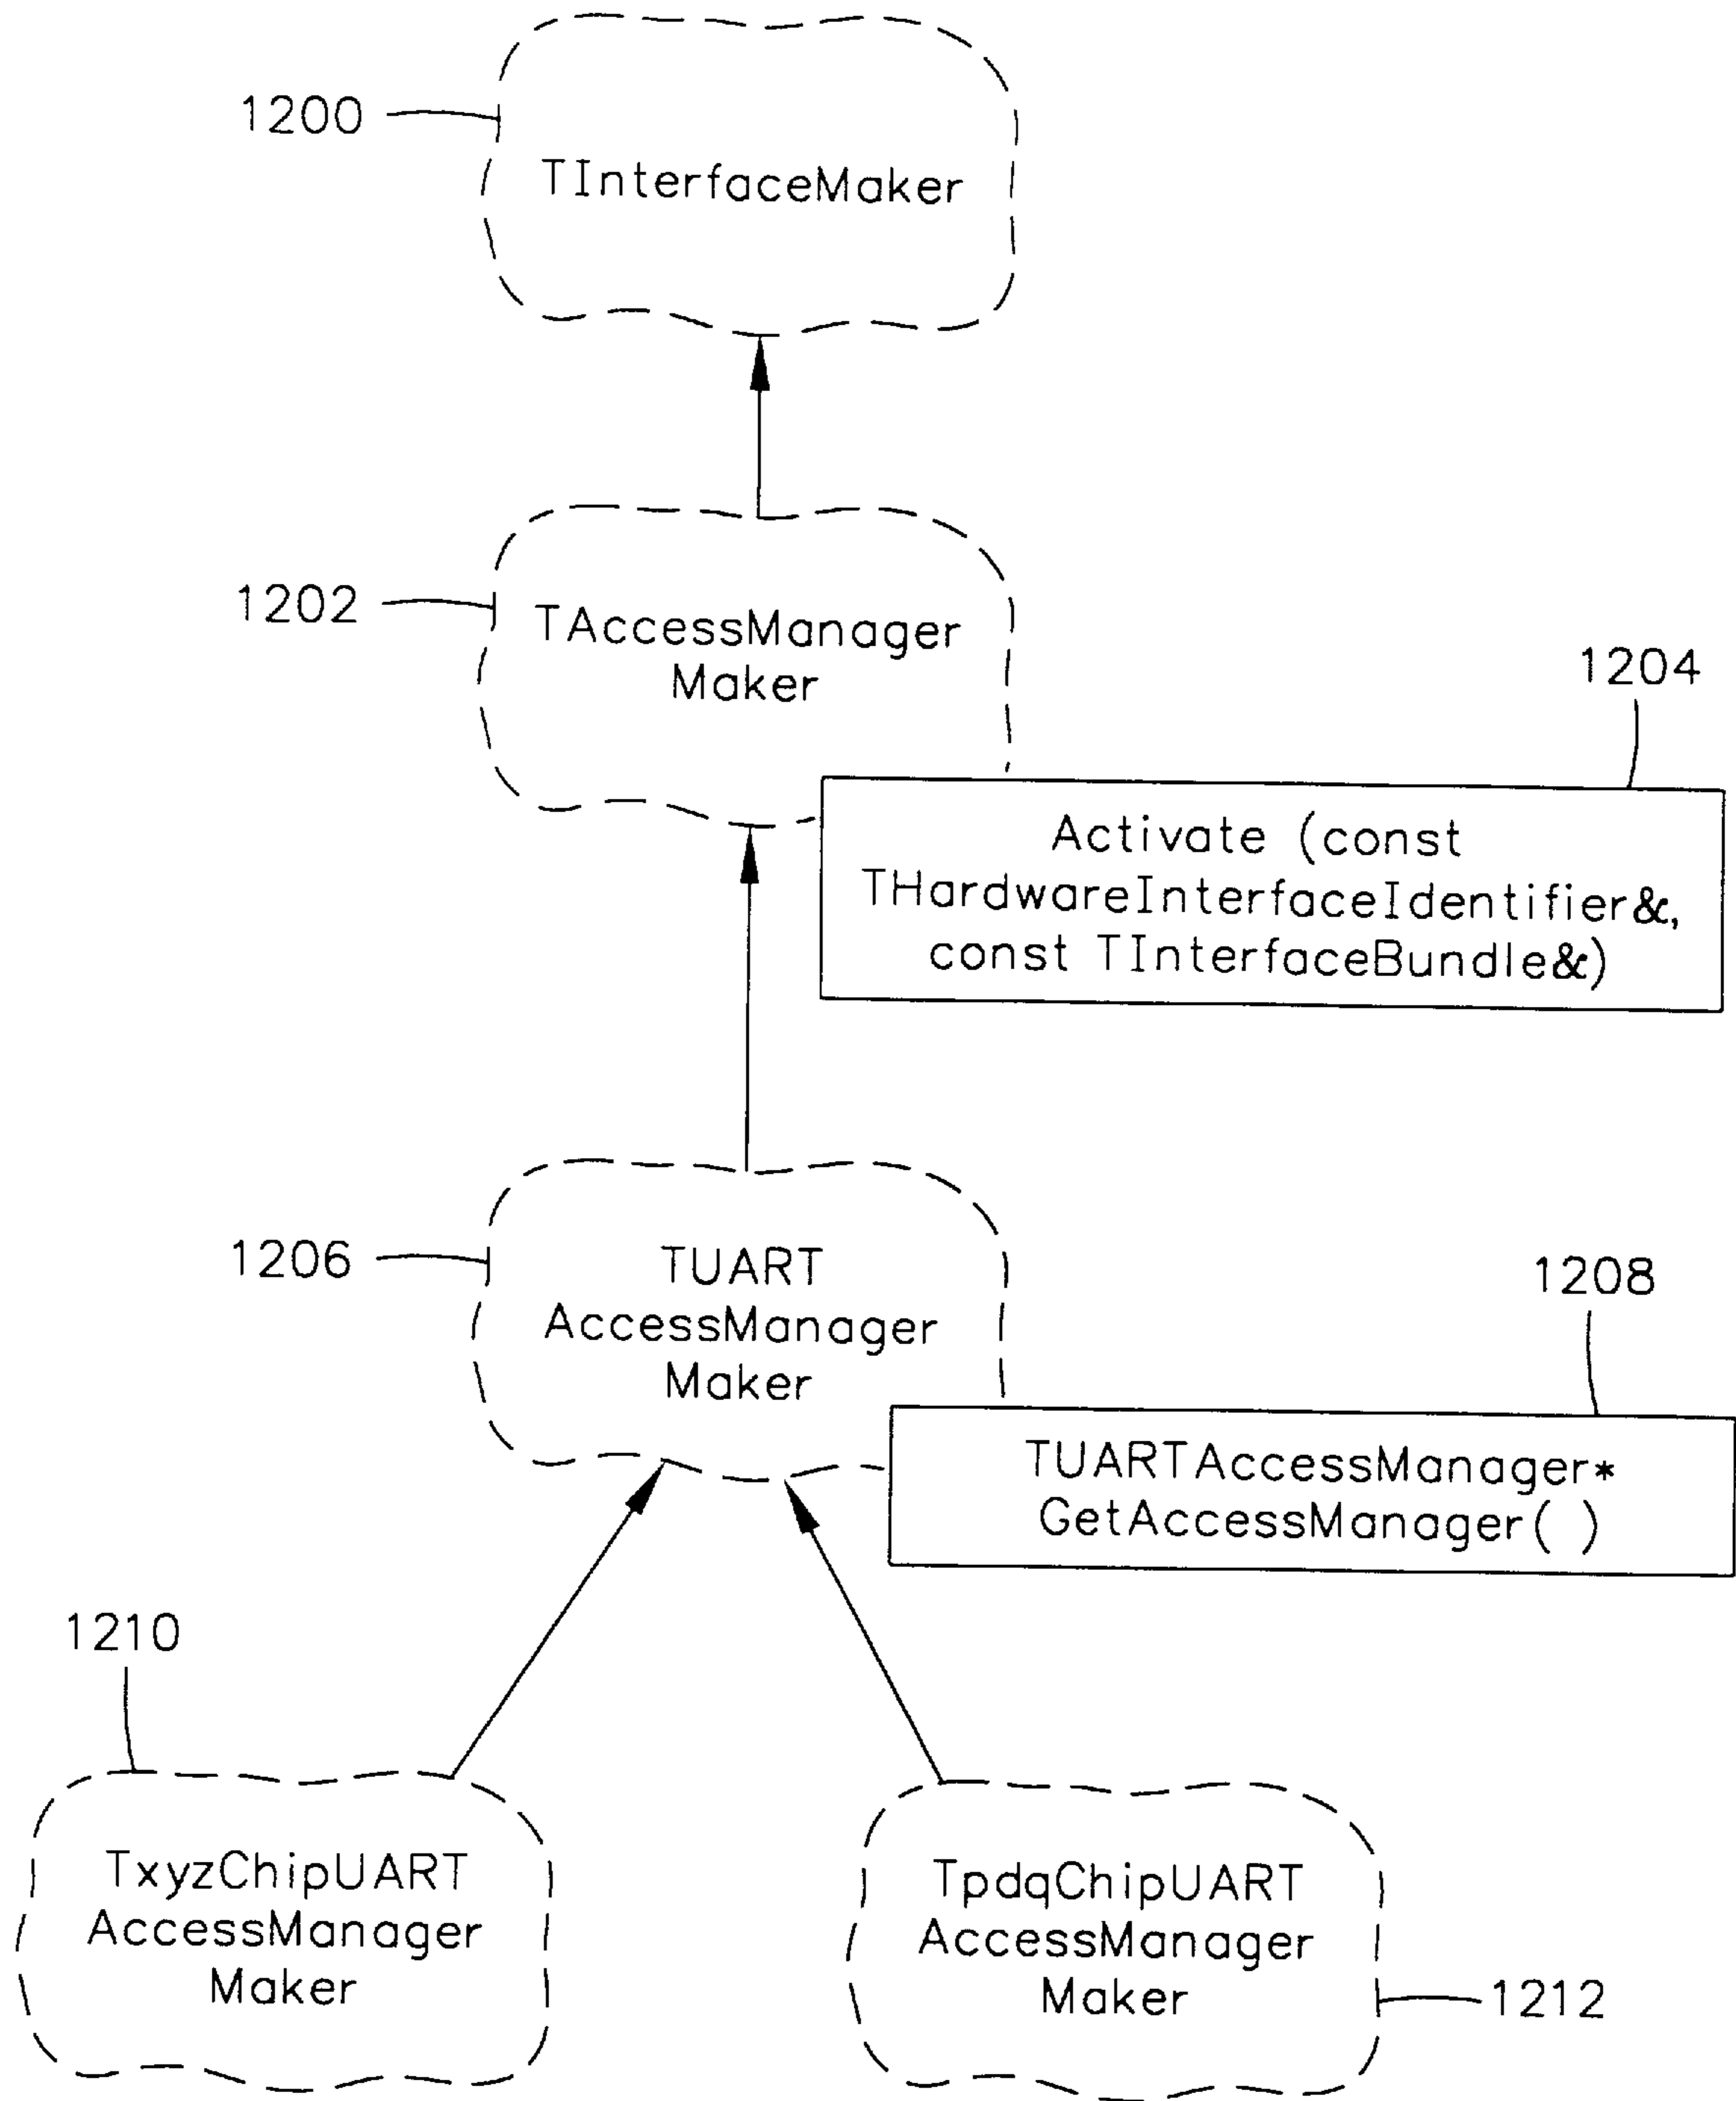 1200
TInterfaceMaker
1202
TAccessManager
Maker
1204
Activate (const
THardwareInterfaceIdentifier&,
const TInterfaceBundle&)
1206
TUART
AccessManager
Maker
1208
TUARTAccessManager*
GetAccessManager( )
1210
TxyzChipUART
AccessManager
Maker
TpdqChipUART
AccessManager
Maker
1212